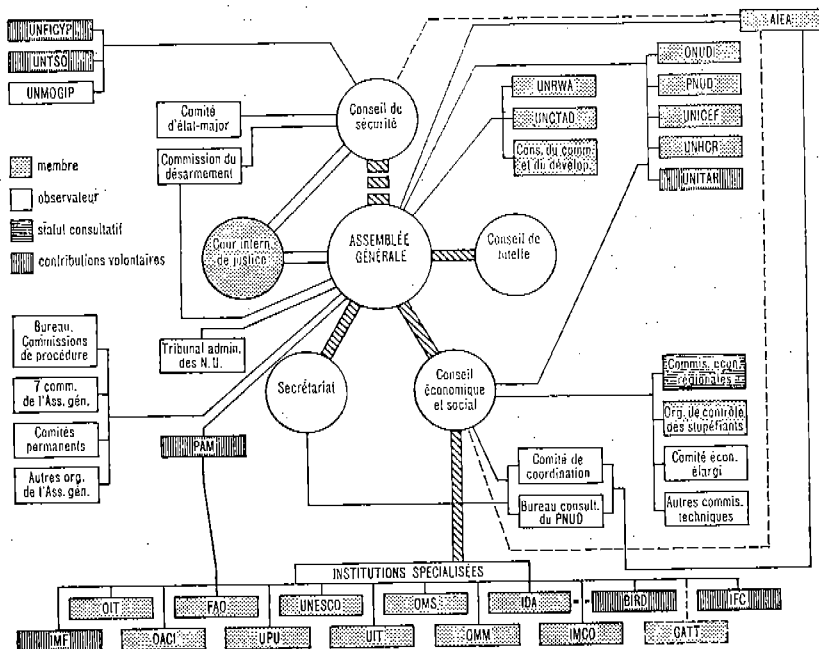 UNFICYP
UNTSO
UNMOGIP
AIEA
ONUDI
PNUD
UNICEF
UNHCR
UNITAR
UNRWA
UNCTAD
Cons. du comm.
et du dévelop.
Comité
d'état-major
Commission du
désarmement
Conseil de
sécurité
membre
observateur
statut consultatif
contributions volontaires
Cour intern.
de justice
ASSEMBLÉE
GÉNÉRALE
Conseil de
tutelle
Bureau,
Commissions
de procédure
7 comm.
de l'Ass. gén.
Comités
permanents
Autres org.
de l'Ass. gén.
Tribunal admin.
des N.U.
PAM
Secrétariat
Conseil
économique
et social
Commis. écon.
régionales
Org. de contrôle
des stupéfiants
Comité écon.
élargi
Autres commis.
techniques
Comité de
coordination
Bureau consult.
du PNUD
INSTITUTIONS SPÉCIALISÉES
OIT
FAO
UNESCO
OMS
IDA
BIRD
IFC
IMF
OACI
UPU
UIT
OMM
IMCO
GATT